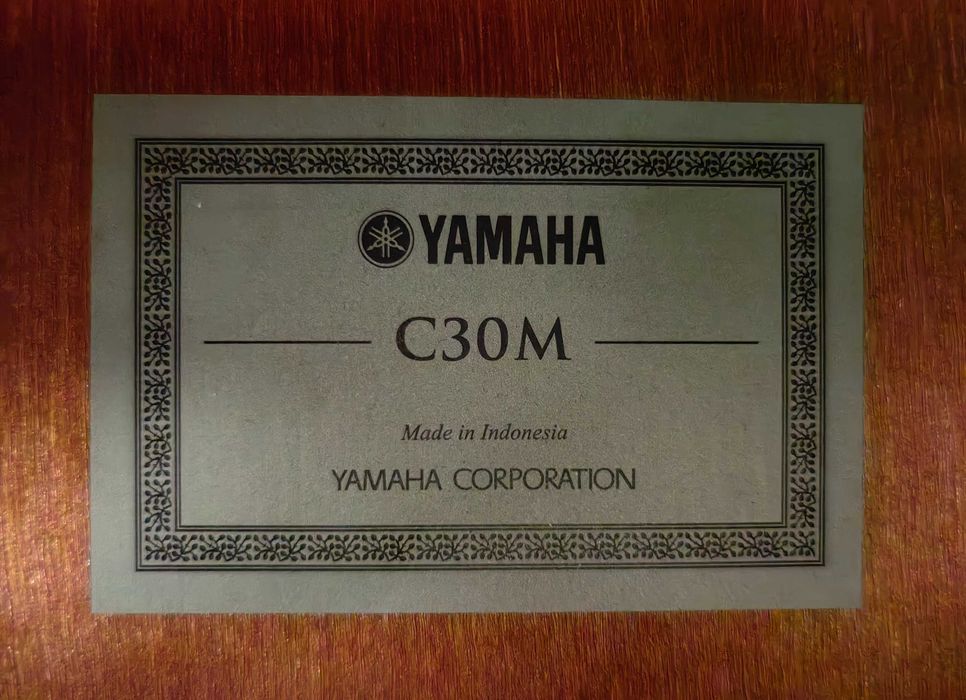 YAMAHA
C30M
Made in Indonesia
YAMAHA CORPORATION